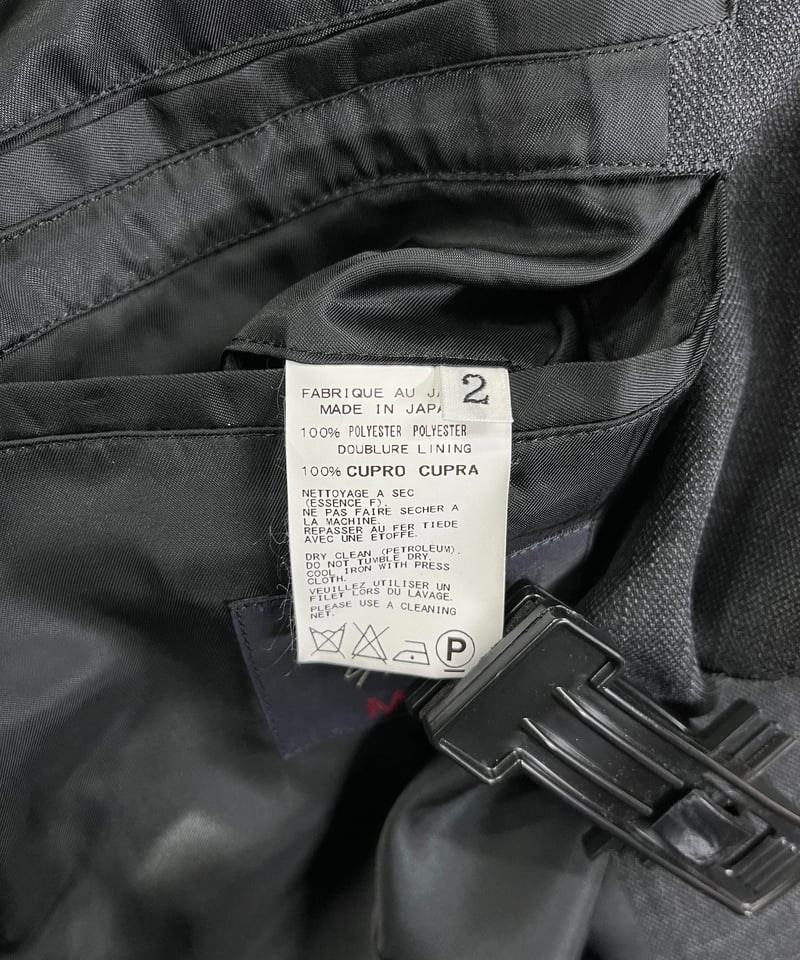 2
FABRIQUE AU
MADE IN
100% POLYESTER POLYESTER
DOUBLURE LINING
100% CUPRO CUPRA
NETTOYAGE A SEC
(ESSENCE F).
NE PAS FAIRE SECHER A
LA MACHINE.
REPASSER AU FER TIEDE
AVEC UNE ETOFFE.
DRY CLEAN (PETROLEUM).
DO NOT TUMBLE DRY.
COOL IRON WITH PRESS
CLOTH.
VEUILLEZ UTILISER UN
FILET LORS DU LAVAGE.
PLEASE USE A CLEANING
NET.
P